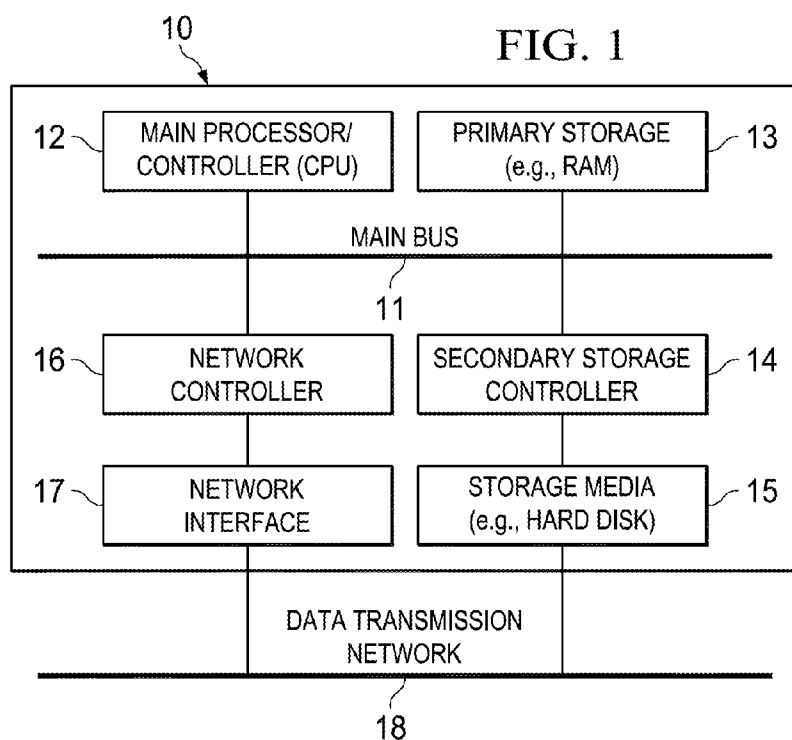 10
FIG. 1
12
MAIN PROCESSOR/
CONTROLLER (CPU)
PRIMARY STORAGE
(e.g., RAM)
13
MAIN BUS
11
16
NETWORK
CONTROLLER
SECONDARY STORAGE
CONTROLLER
14
17
NETWORK
INTERFACE
STORAGE MEDIA
(e.g., HARD DISK)
15
DATA TRANSMISSION
NETWORK
18